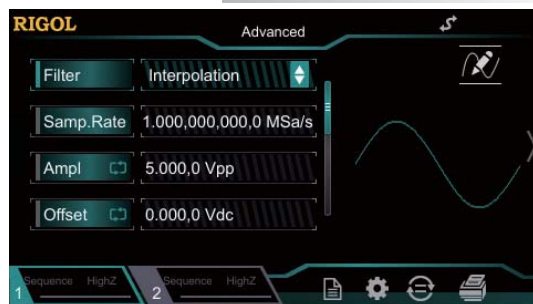 RIGOL
Advanced
Filter Interpolation
Samp.Rate 1.000,000,000,0 MSa/s
Ampl 5.000,0 Vpp
Offset 0.000,0 Vdc
1 Sequence HighZ 2 Sequence HighZ